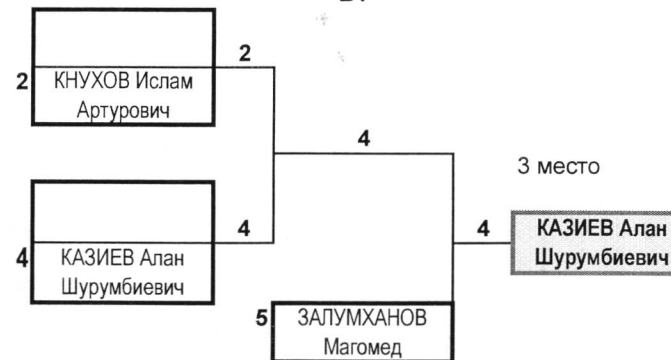 2
КНУХОВ Ислам
Артурович
2
4
3 место
4
КАЗИЕВ Алан
Шурумбиевич
4
4
КАЗИЕВ Алан
Шурумбиевич
5
ЗАЛУМХАНОВ
Магомед